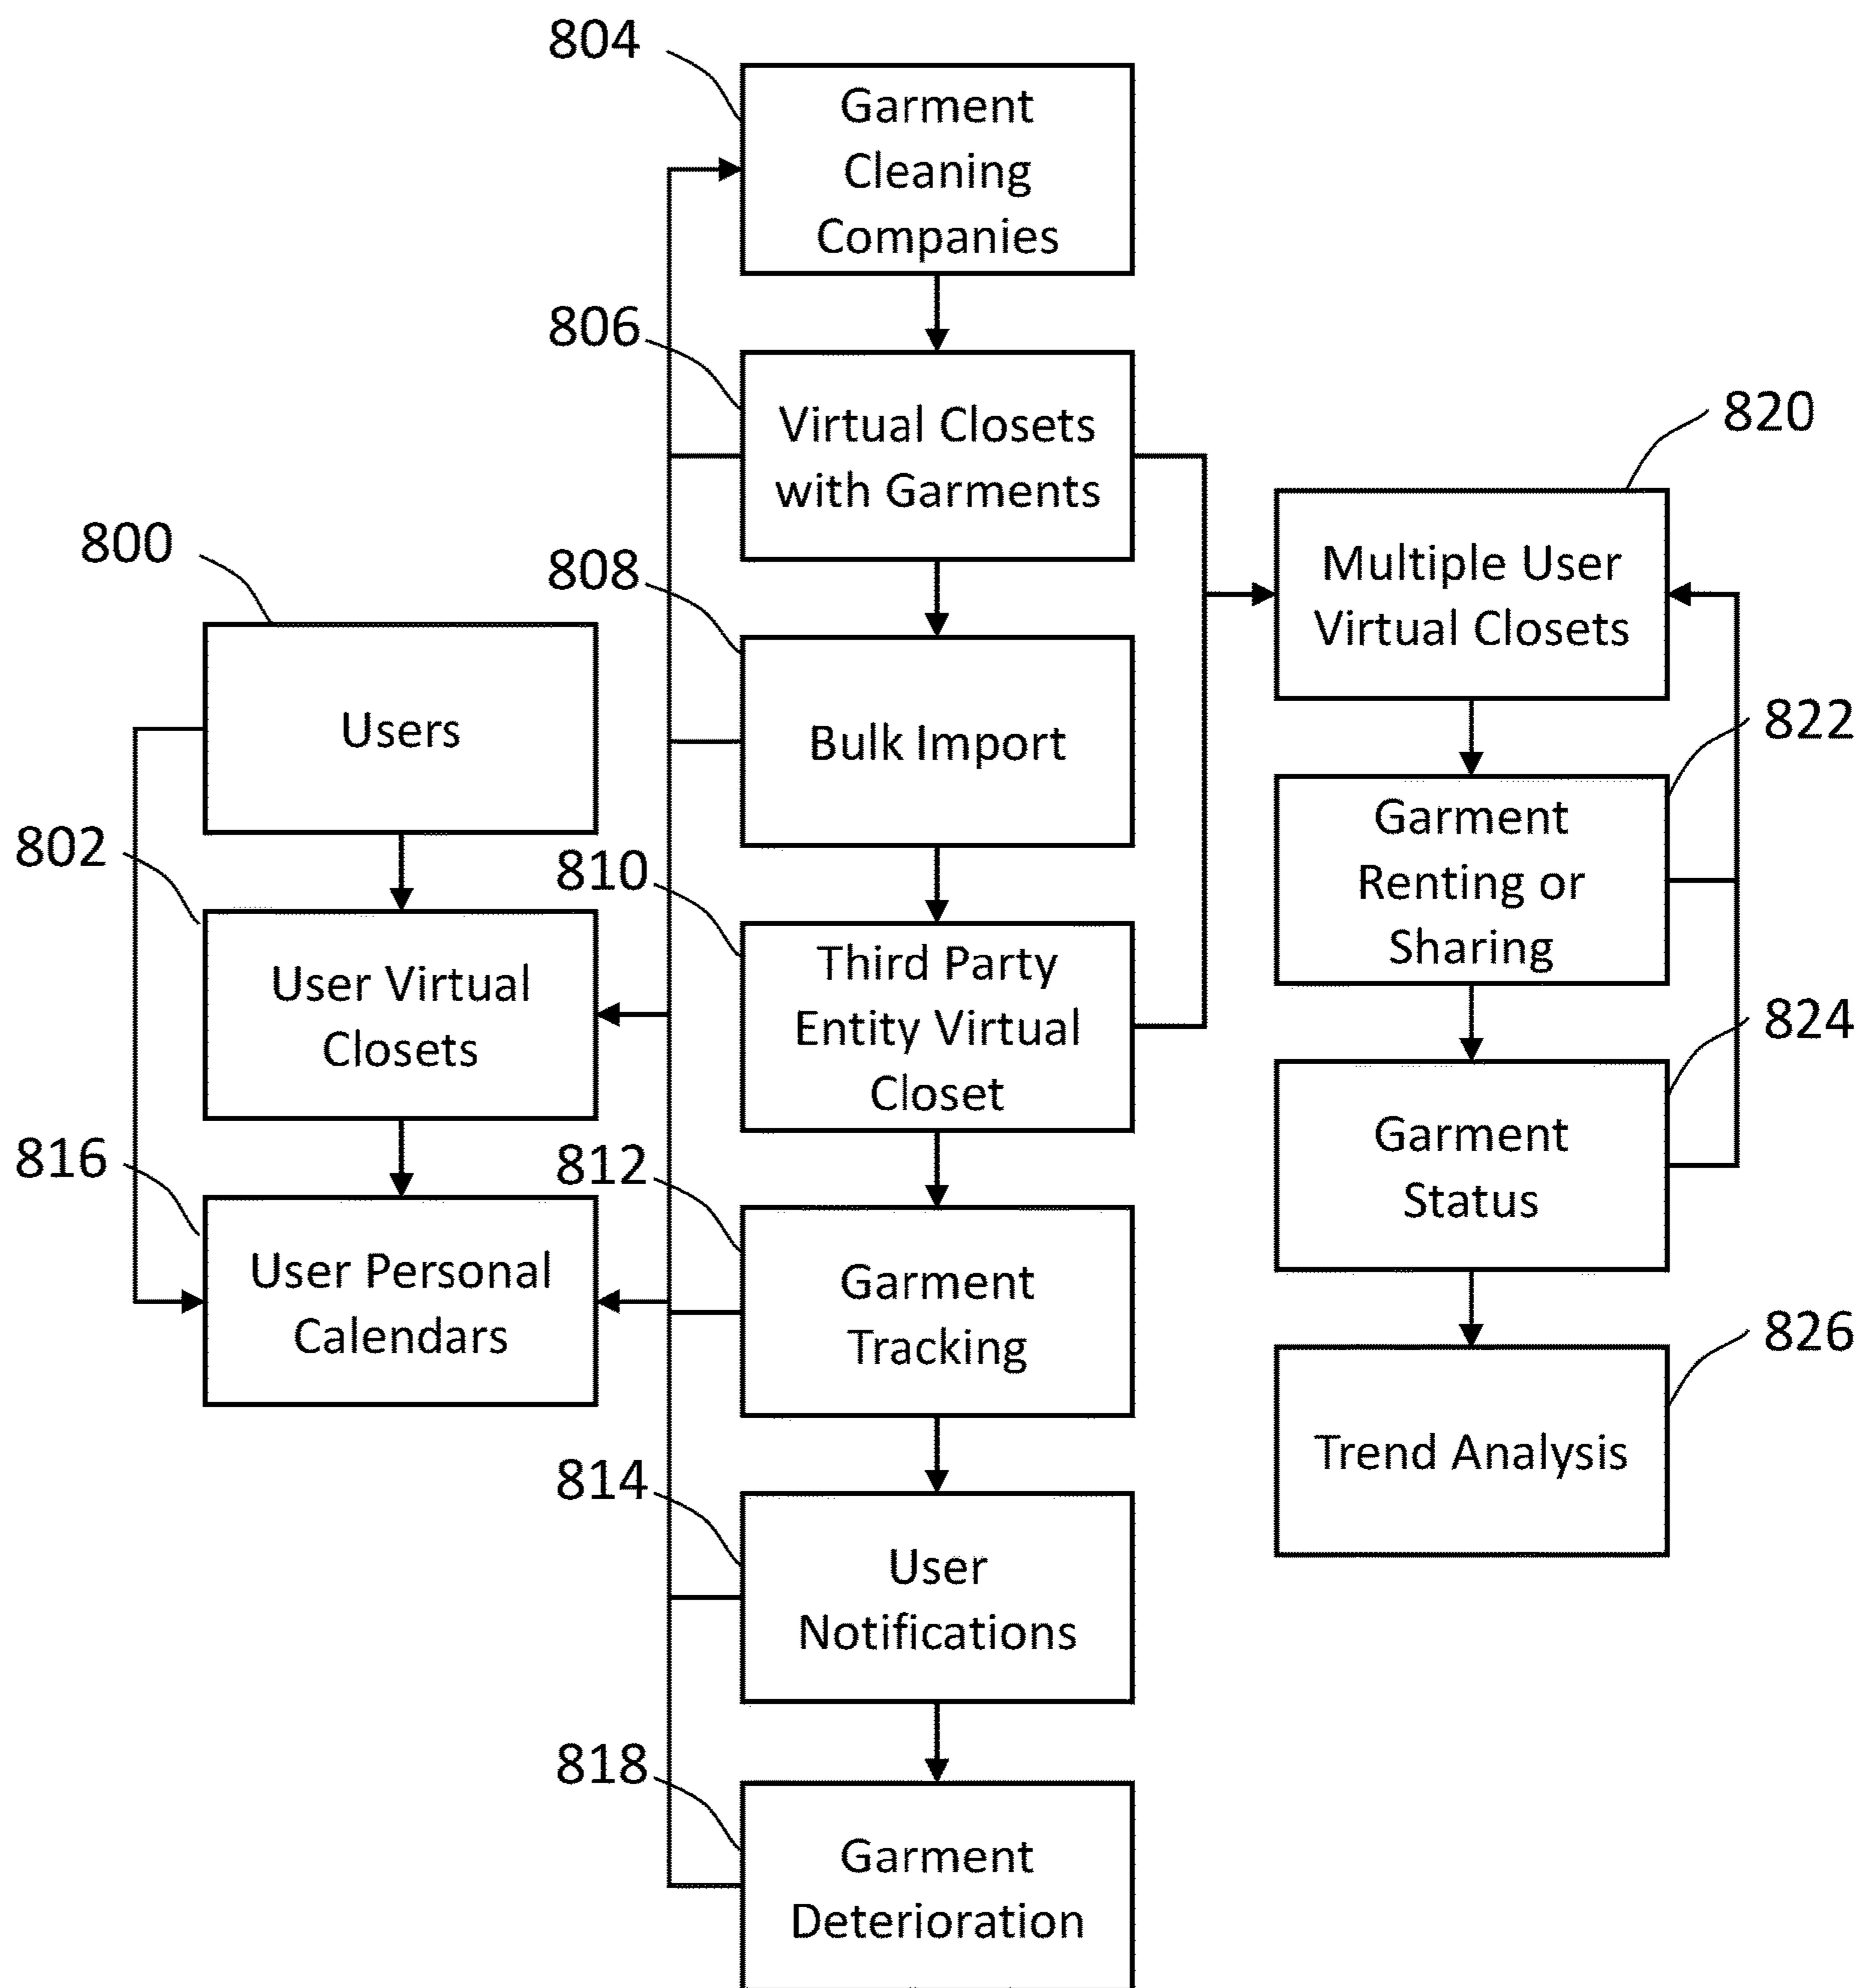 804
Garment
Cleaning
Companies
806
Virtual Closets
with Garments
820
Multiple User
Virtual Closets
800
Users
808
Bulk Import
822
Garment
Renting or
Sharing
802
User Virtual
Closets
810
Third Party
Entity Virtual
Closet
824
Garment
Status
816
User Personal
Calendars
812
Garment
Tracking
826
Trend Analysis
814
User
Notifications
818
Garment
Deterioration